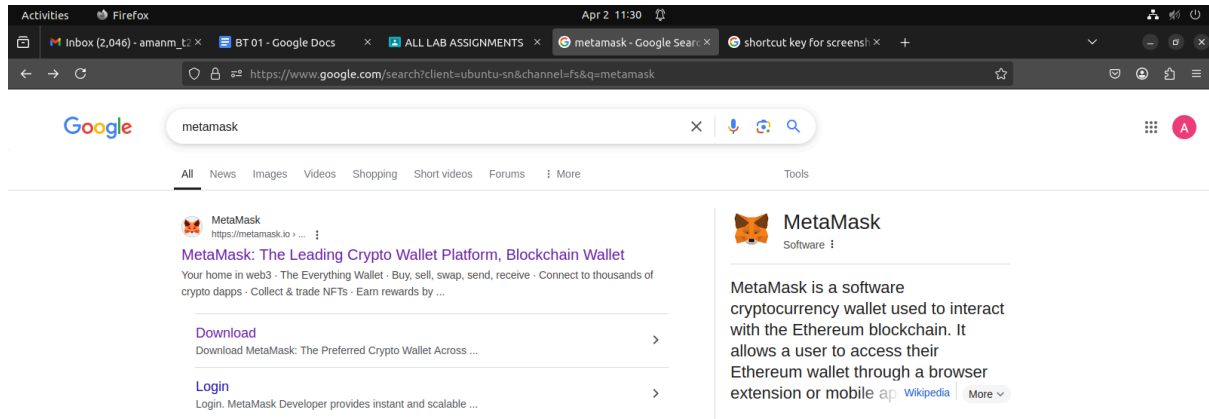 Activities Firefox Apr 2 11:30
Inbox (2,046) - amanm_t2 BT 01 - Google Docs ALL LAB ASSIGNMENTS metamask - Google Searc shortcut key for screensh
https://www.google.com/search?client=ubuntu-sn&channel=fs&q=metamask
Google metamask A
All News Images Videos Shopping Short videos Forums More Tools
MetaMask
https://metamask.io › ...
MetaMask: The Leading Crypto Wallet Platform, Blockchain Wallet
Your home in web3 · The Everything Wallet · Buy, sell, swap, send, receive · Connect to thousands of
crypto dapps · Collect & trade NFTs · Earn rewards by ...
Download
Download MetaMask: The Preferred Crypto Wallet Across ...
Login
Login. MetaMask Developer provides instant and scalable ...
MetaMask
Software
MetaMask is a software
cryptocurrency wallet used to interact
with the Ethereum blockchain. It
allows a user to access their
Ethereum wallet through a browser
extension or mobile ap Wikipedia More